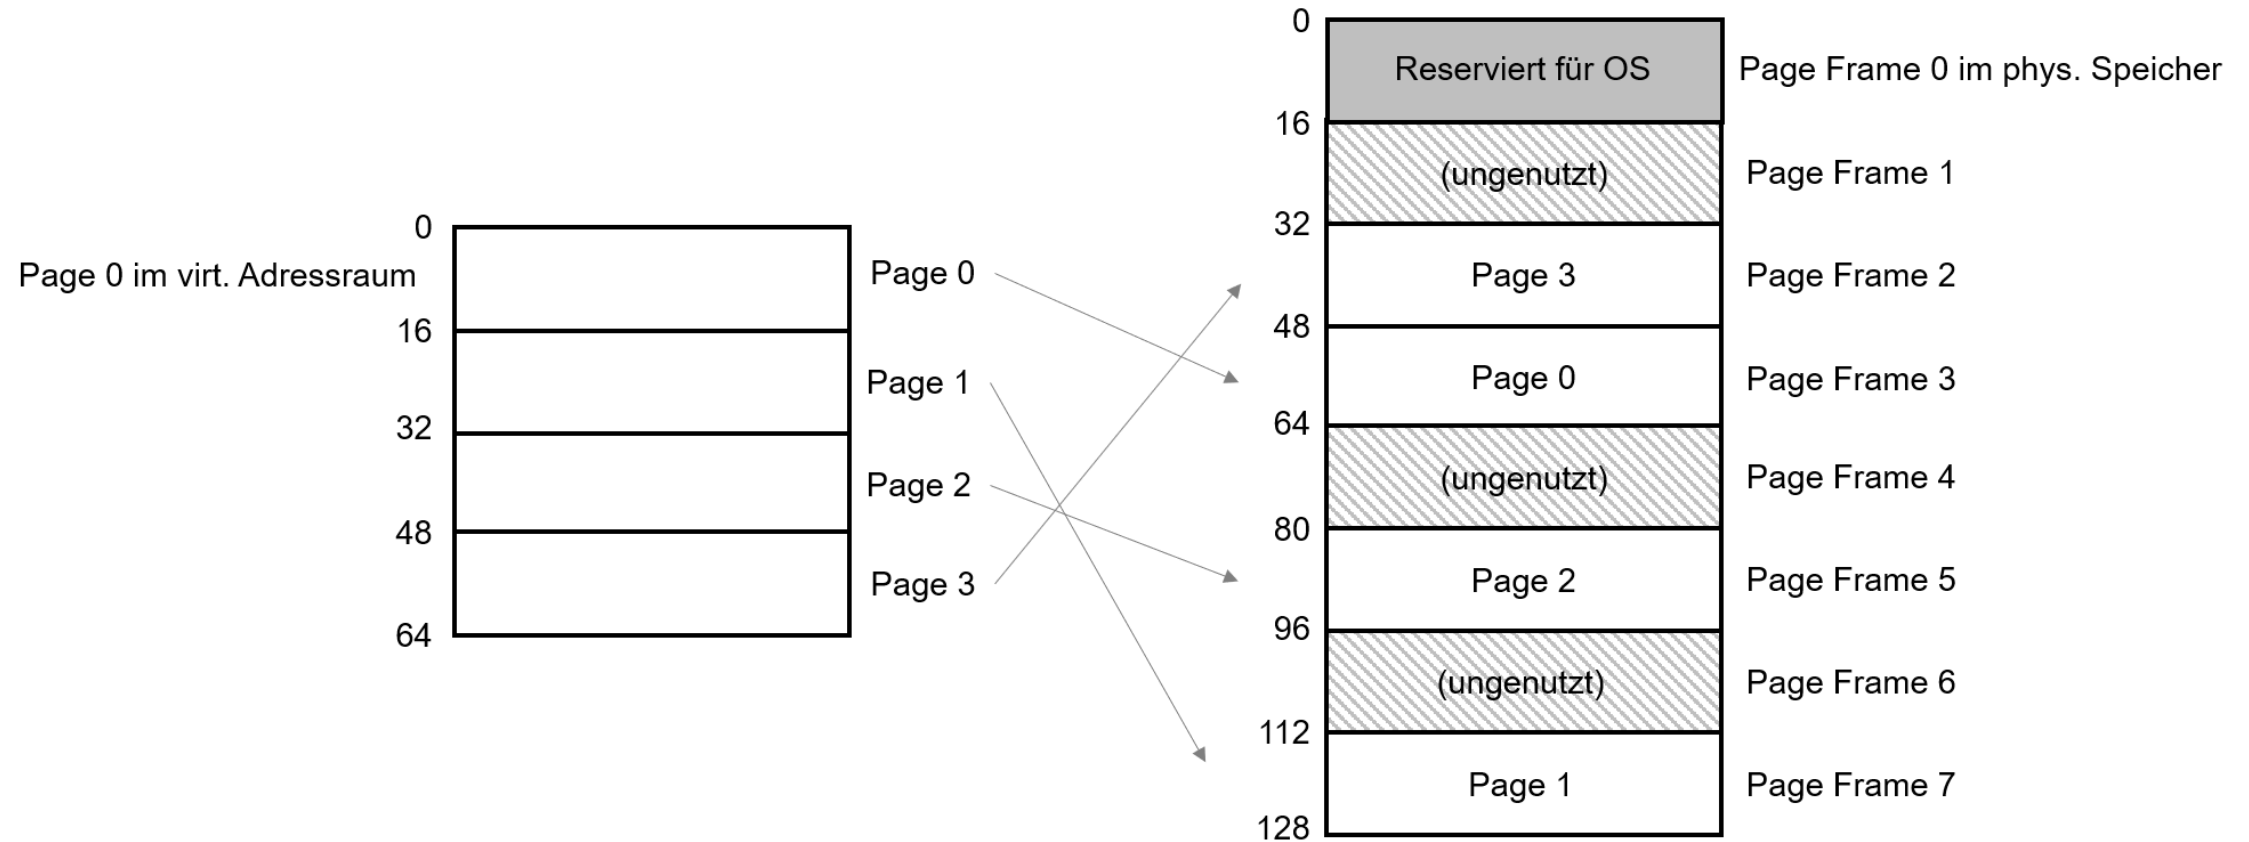 0
Reserviert für OS
Page Frame 0 im phys. Speicher
16
(ungenutzt)
Page Frame 1
32
Page 3
Page Frame 2
48
Page 0
Page Frame 3
64
(ungenutzt)
Page Frame 4
80
Page 2
Page Frame 5
96
(ungenutzt)
Page Frame 6
112
Page 1
Page Frame 7
128
0
Page 0 im virt. Adressraum
Page 0
16
Page 1
32
Page 2
48
Page 3
64